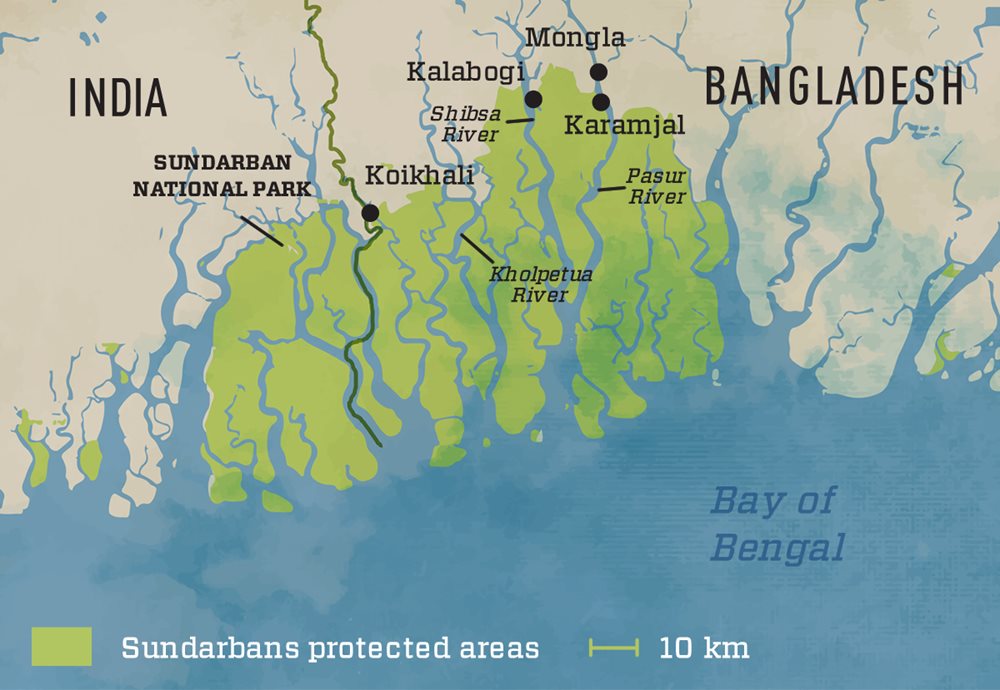 Mongla
Kalabogi
INDIA
BANGLADESH
Shibsa
River
Karamjal
SUNDARBAN
NATIONAL PARK
Koikhali
Pasur
River
Kholpetua
River
Bay of
Bengal
Sundarbans protected areas
10 km